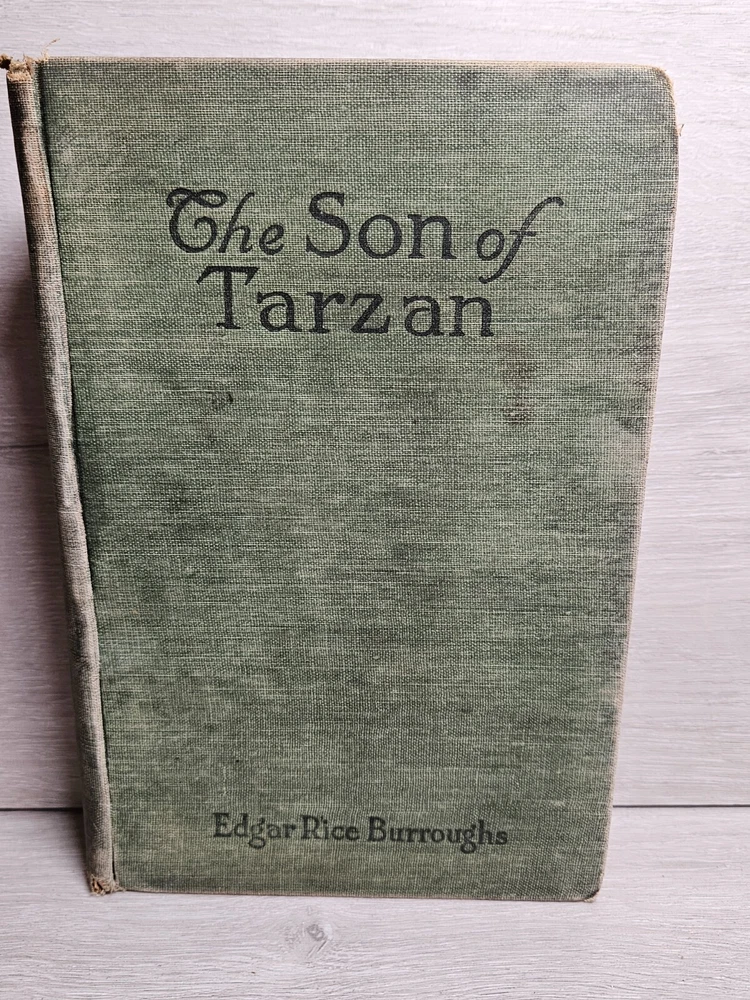 The Son of
Tarzan
Edgar Rice Burroughs